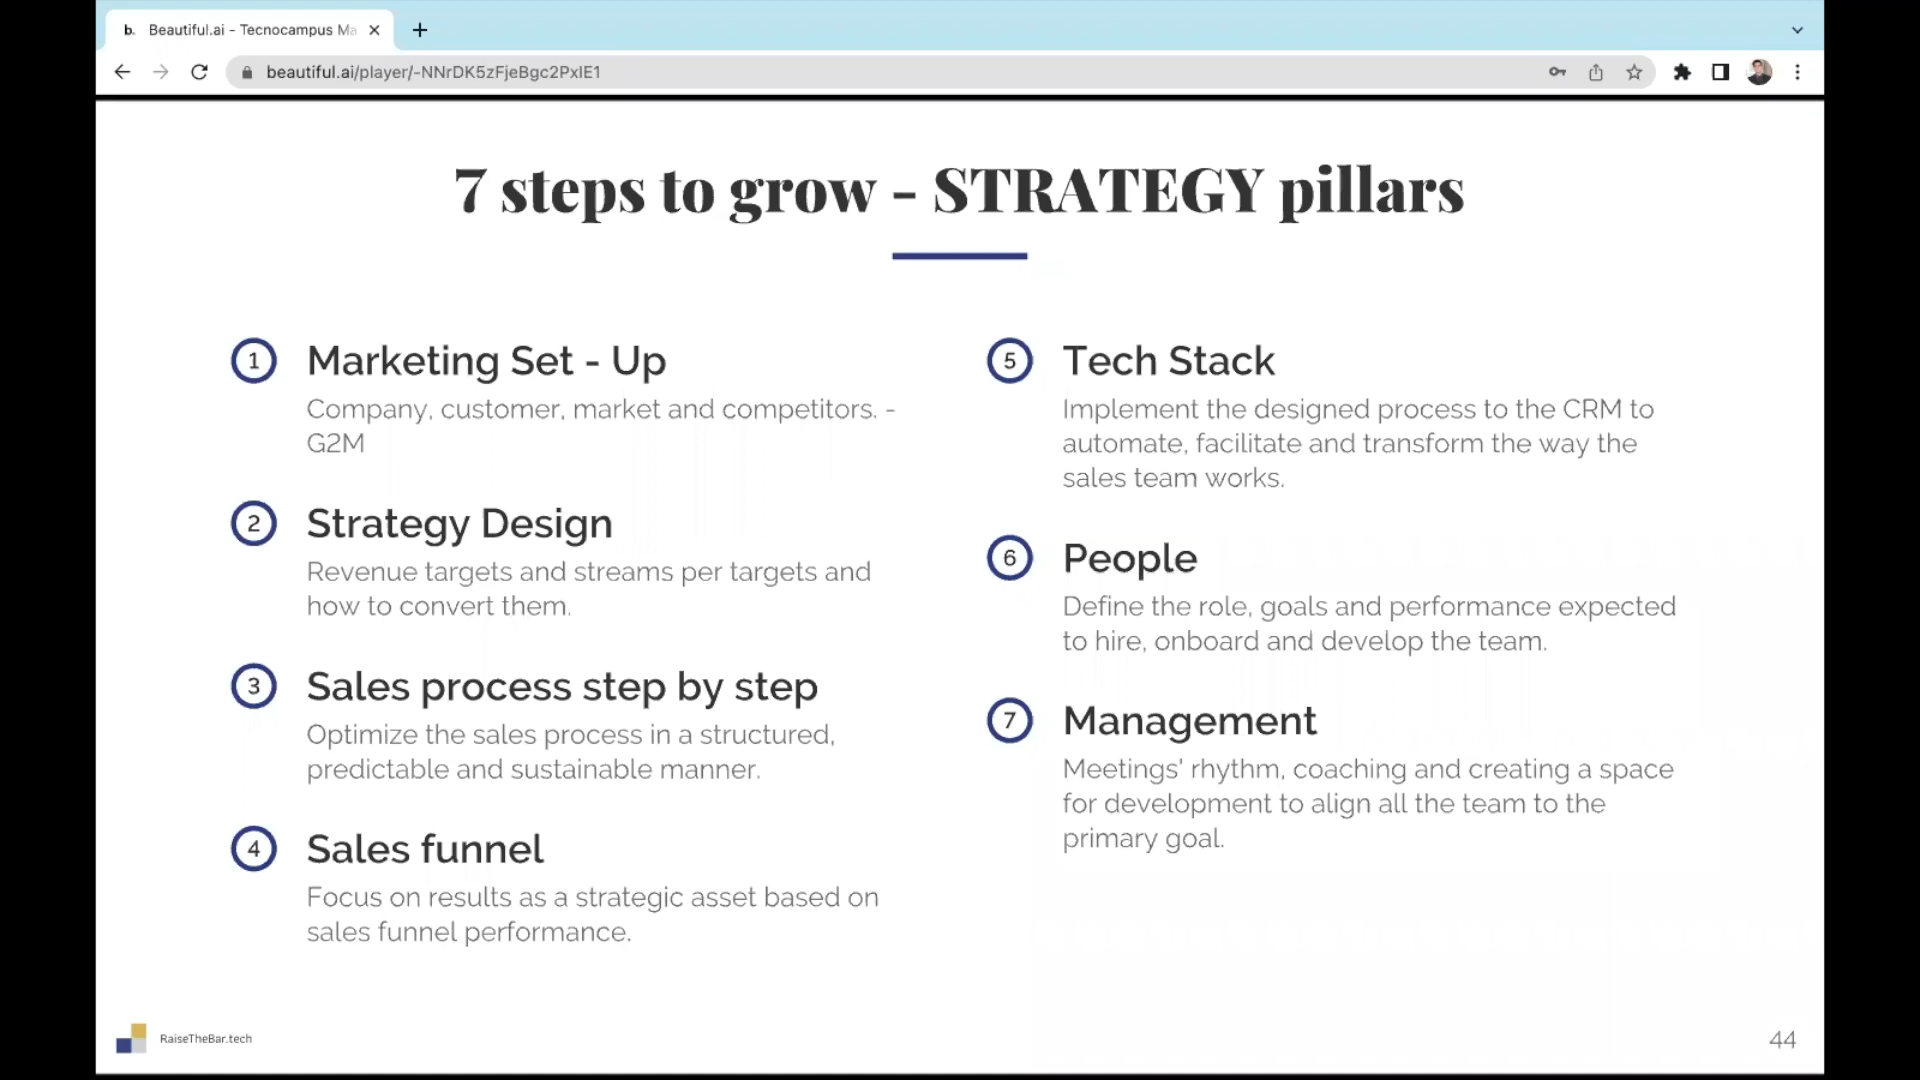 b. Beautiful.ai - Tecnocampus Ma
beautiful.ai/player/-NNrDK5zFjeBgc2PxIE1
7 steps to grow - STRATEGY pillars
1 Marketing Set - Up
Company, customer, market and competitors. -
G2M
2 Strategy Design
Revenue targets and streams per targets and
how to convert them.
3 Sales process step by step
Optimize the sales process in a structured,
predictable and sustainable manner.
4 Sales funnel
Focus on results as a strategic asset based on
sales funnel performance.
5 Tech Stack
Implement the designed process to the CRM to
automate, facilitate and transform the way the
sales team works.
6 People
Define the role, goals and performance expected
to hire, onboard and develop the team.
7 Management
Meetings' rhythm, coaching and creating a space
for development to align all the team to the
primary goal.
RaiseTheBar.tech
44